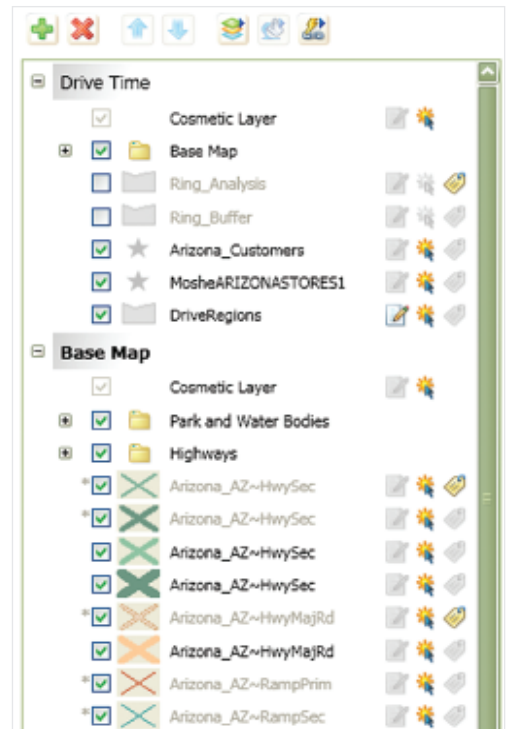 Drive Time
Cosmetic Layer
Base Map
Ring_Analysis
Ring_Buffer
Arizona_Customers
MosheARIZONASTORES1
DriveRegions
Base Map
Cosmetic Layer
Park and Water Bodies
Highways
*Arizona_AZ~HwySec
*Arizona_AZ~HwySec
Arizona_AZ~HwySec
Arizona_AZ~HwySec
*Arizona_AZ~HwyMajRd
Arizona_AZ~HwyMajRd
*Arizona_AZ~RampPrim
*Arizona_AZ~RampSec